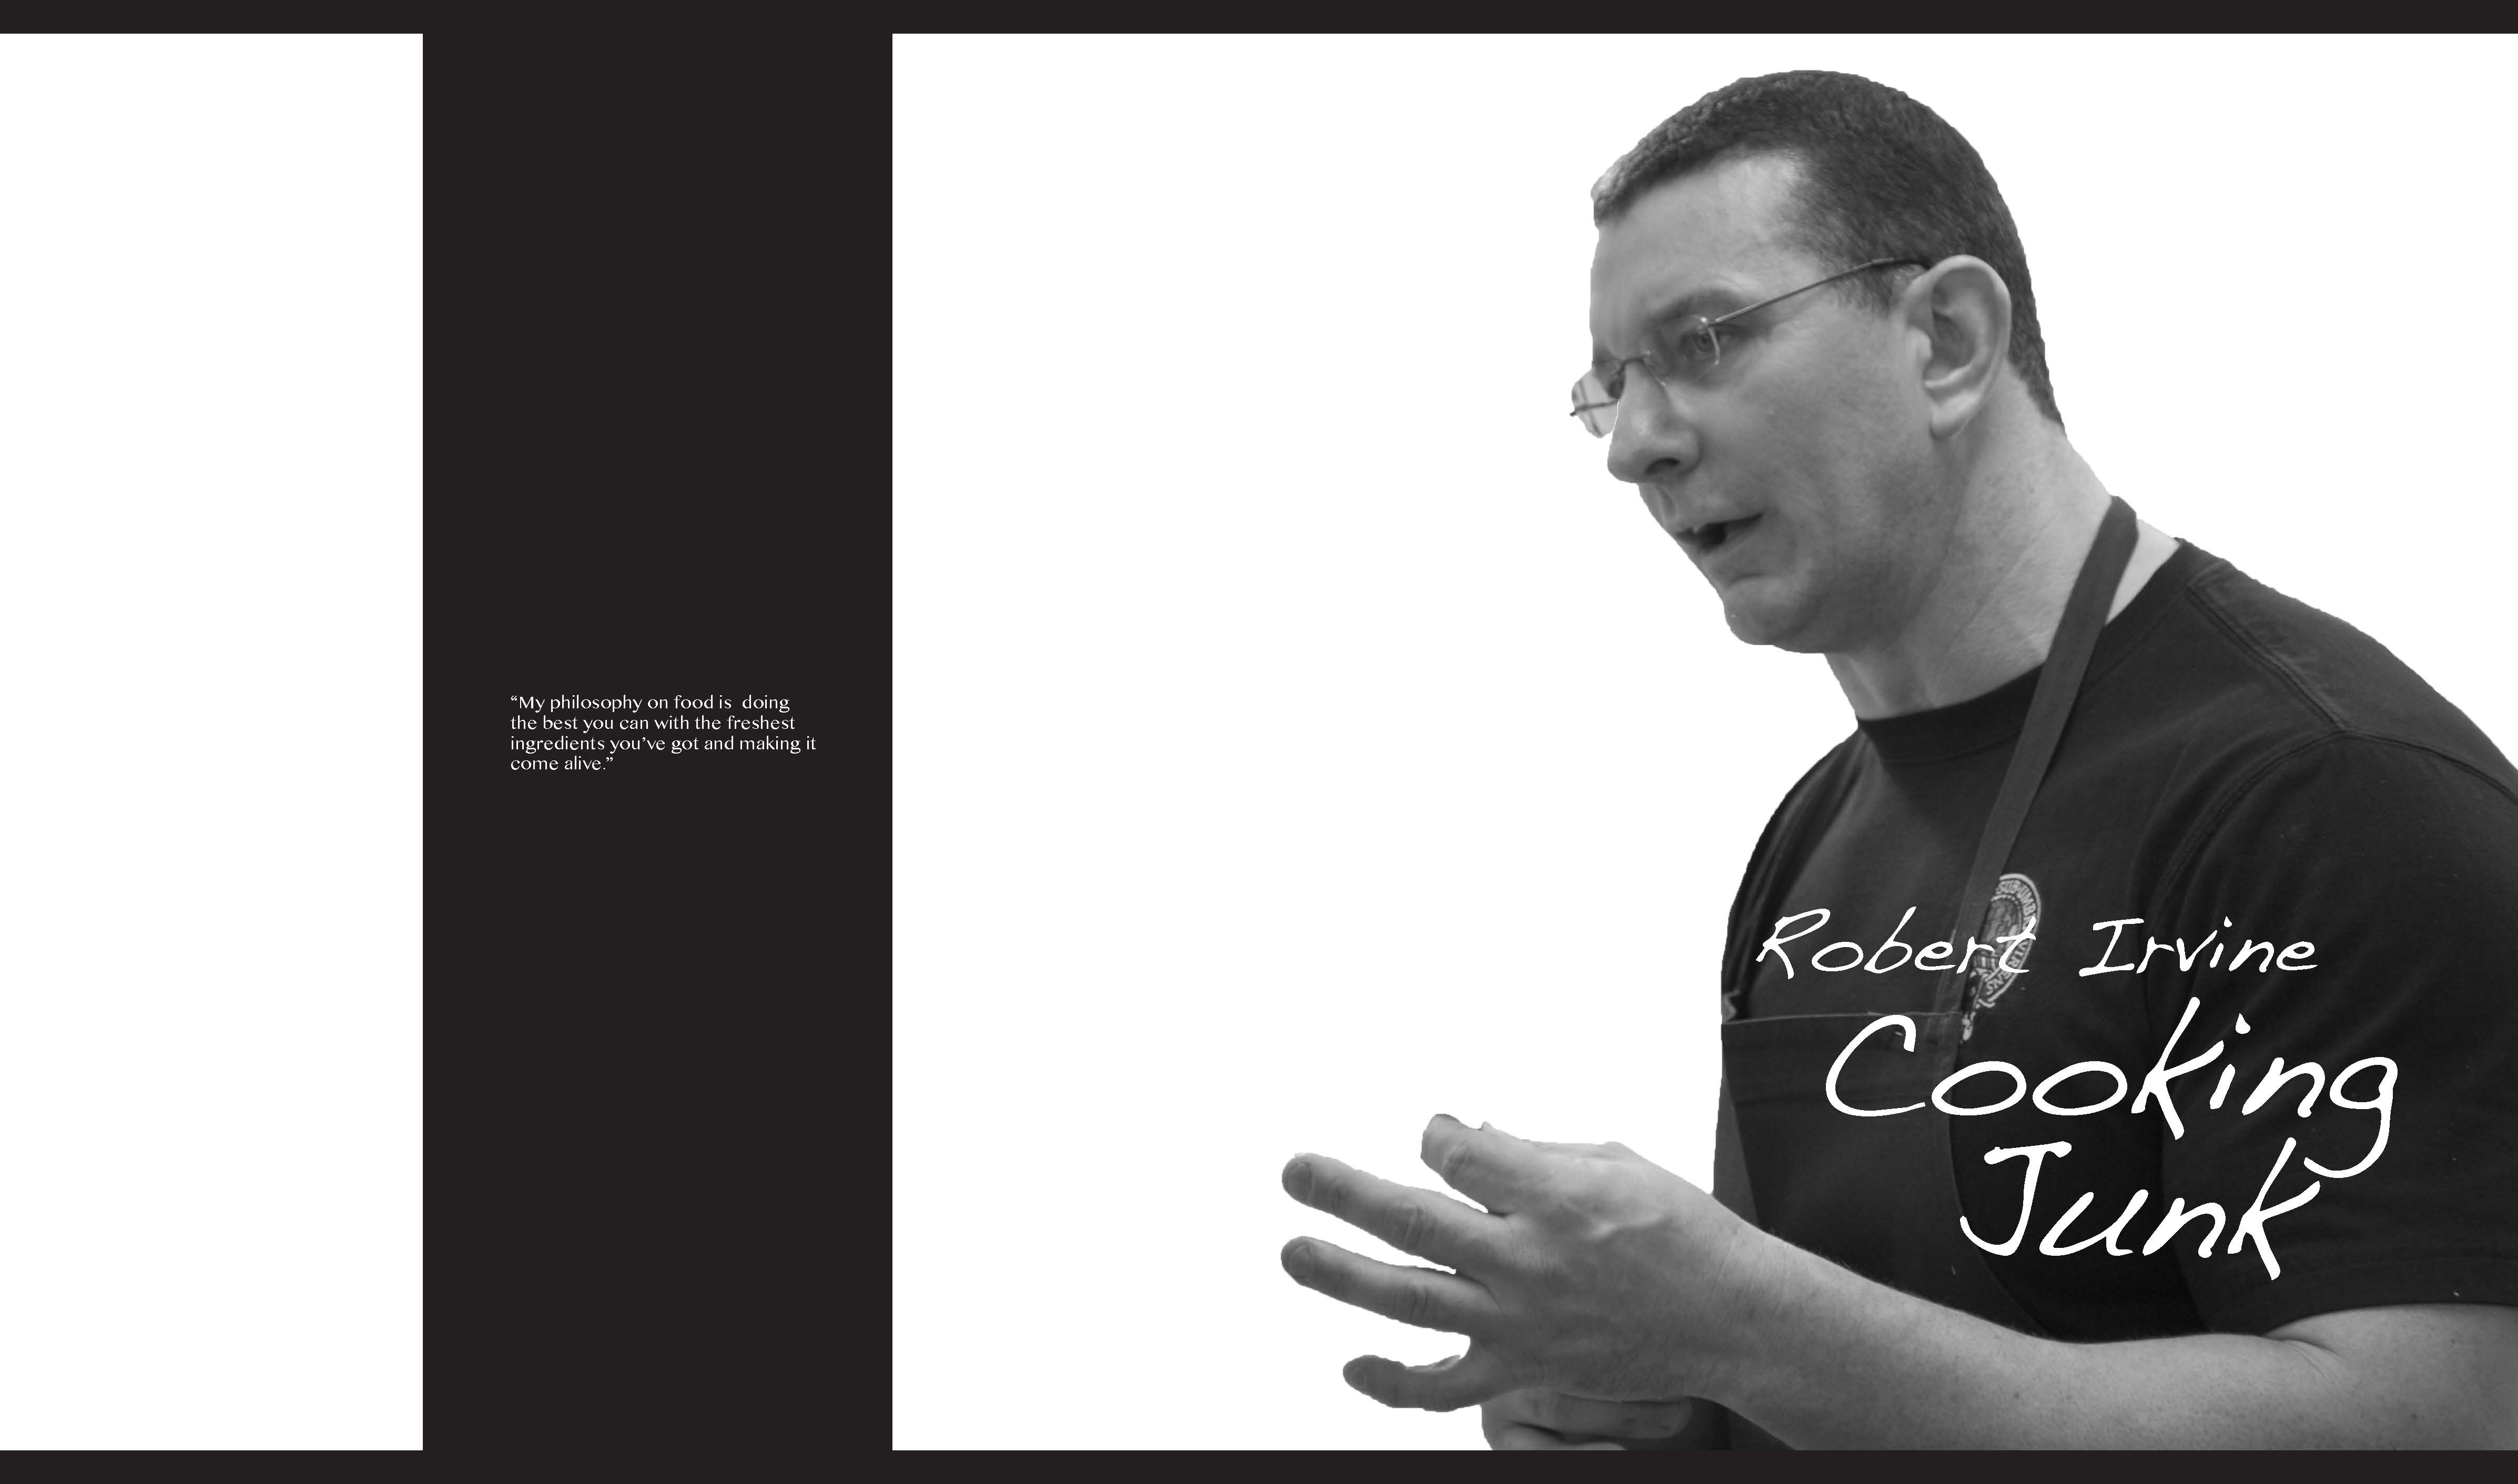 “My philosophy on food is  doing
the best you can with the freshest
ingredients you’ve got and making it
come alive.”
Robert Irvine
Cooking
Junk